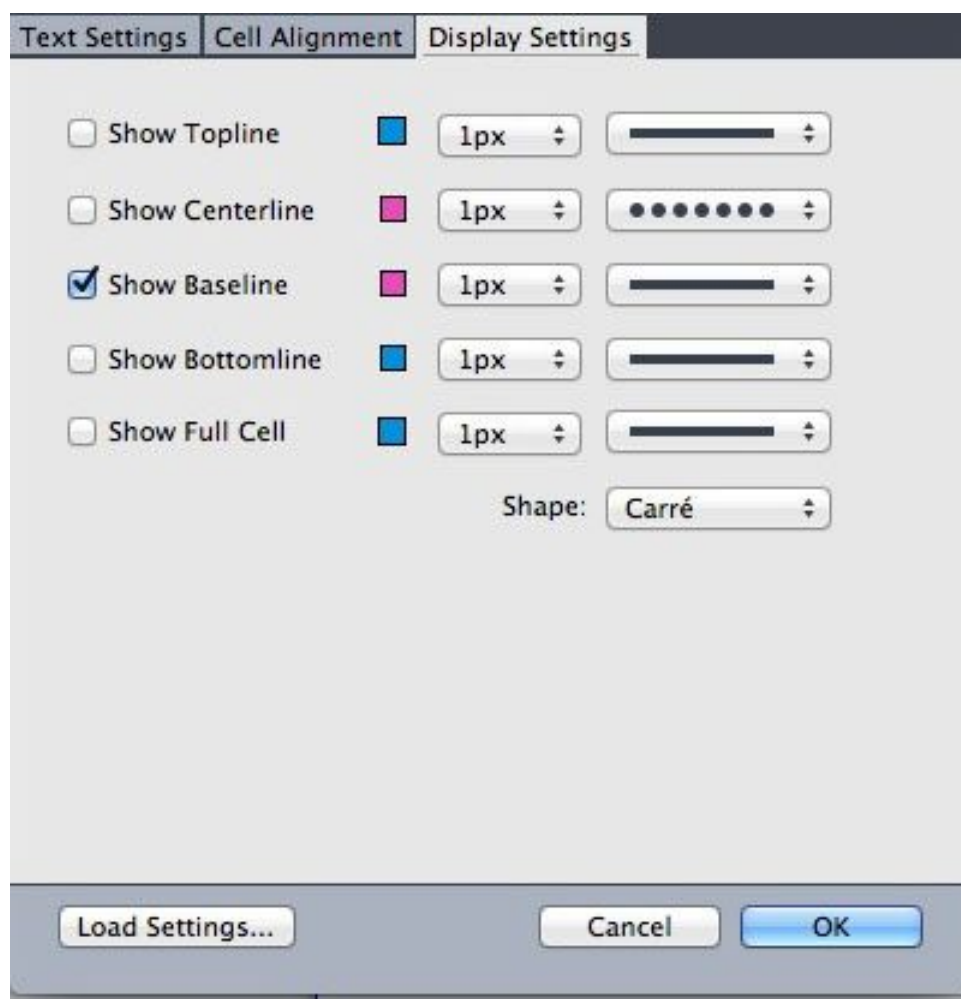 Text Settings Cell Alignment Display Settings
Show Topline 1px
Show Centerline 1px
Show Baseline 1px
Show Bottomline 1px
Show Full Cell 1px
Shape: Carré
Load Settings... Cancel OK